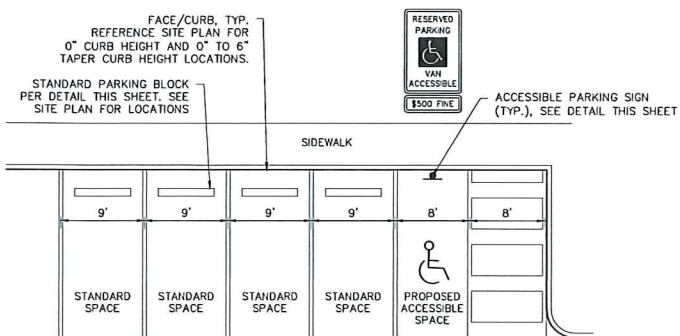 FACE/CURB, TYP.
REFERENCE SITE PLAN FOR
0" CURB HEIGHT AND 0" TO 6"
TAPER CURB HEIGHT LOCATIONS.
STANDARD PARKING BLOCK
PER DETAIL THIS SHEET. SEE
SITE PLAN FOR LOCATIONS
RESERVED
PARKING
VAN
ACCESSIBLE
$500 FINE
ACCESSIBLE PARKING SIGN
(TYP.), SEE DETAIL THIS SHEET
SIDEWALK
9' 9' 9' 9' 8' 8'
STANDARD
SPACE
STANDARD
SPACE
STANDARD
SPACE
STANDARD
SPACE
PROPOSED
ACCESSIBLE
SPACE